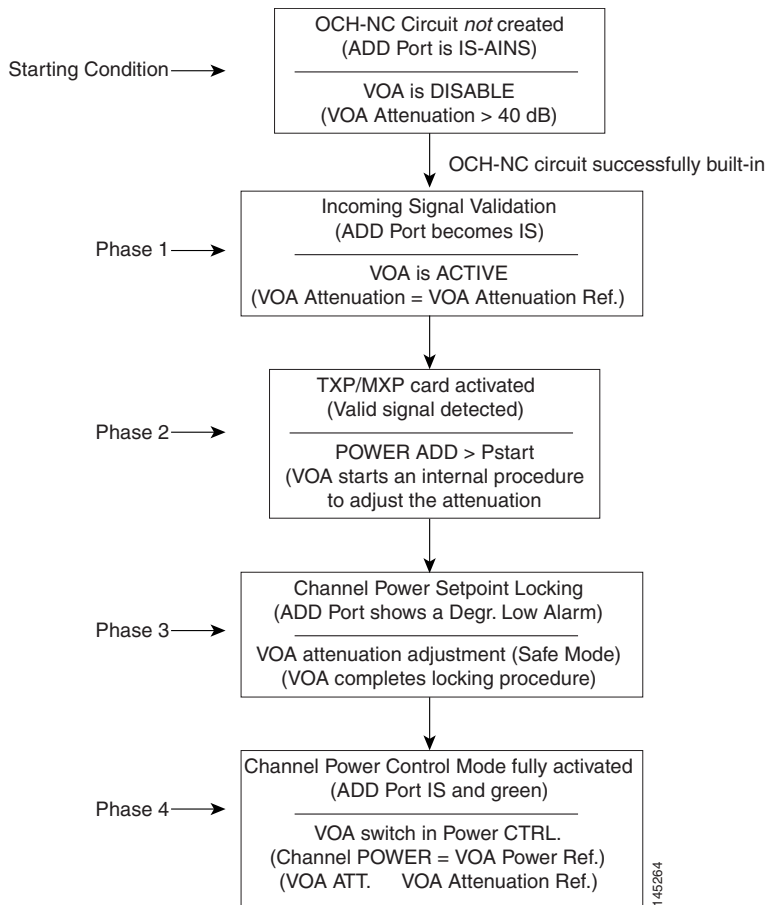 OCH-NC Circuit not created
(ADD Port is IS-AINS)
Starting Condition
VOA is DISABLE
(VOA Attenuation > 40 dB)
OCH-NC circuit successfully built-in
Incoming Signal Validation
(ADD Port becomes IS)
Phase 1
VOA is ACTIVE
(VOA Attenuation = VOA Attenuation Ref.)
TXP/MXP card activated
(Valid signal detected)
Phase 2
POWER ADD > Pstart
(VOA starts an internal procedure
to adjust the attenuation
Channel Power Setpoint Locking
(ADD Port shows a Degr. Low Alarm)
Phase 3
VOA attenuation adjustment (Safe Mode)
(VOA completes locking procedure)
Channel Power Control Mode fully activated
(ADD Port IS and green)
Phase 4
VOA switch in Power CTRL.
(Channel POWER = VOA Power Ref.)
(VOA ATT. VOA Attenuation Ref.)
145264